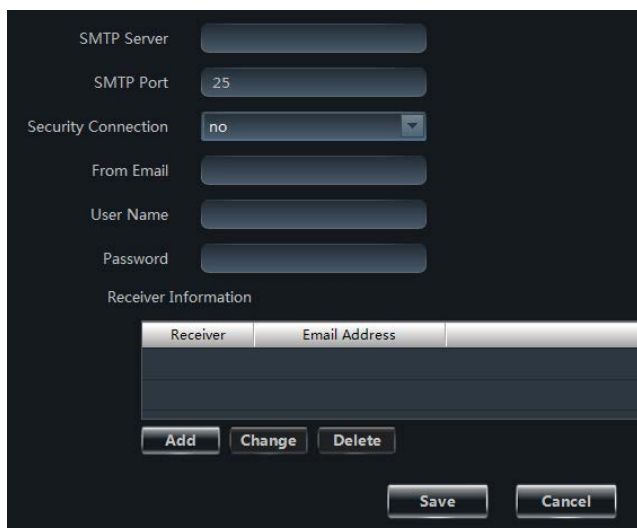 SMTP Server
SMTP Port 25
Security Connection no
From Email
User Name
Password
Receiver Information
Receiver Email Address
Add Change Delete
Save Cancel